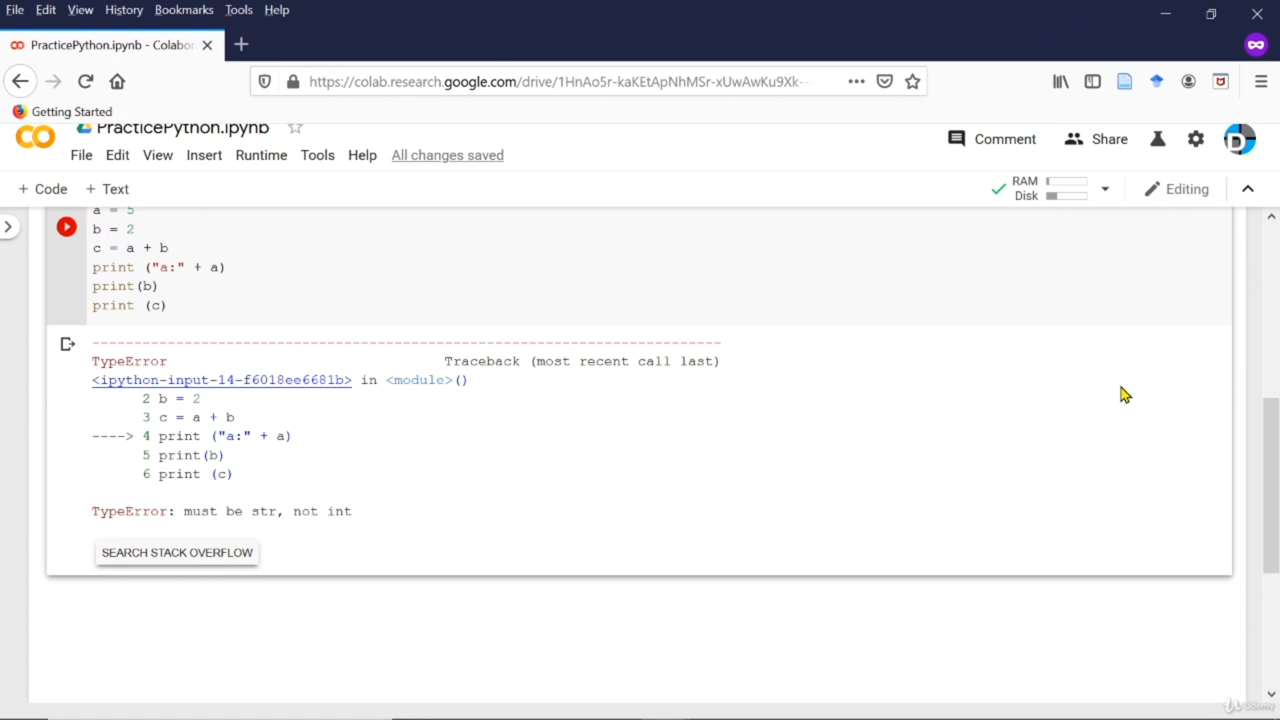 File Edit View History Bookmarks Tools Help
PracticePython.ipynb - Colabor
https://colab.research.google.com/drive/1HnAo5r-kaKEtApNhMSr-xUwAwKu9Xk-
Getting Started
PracticePython.ipynb
Comment Share
File Edit View Insert Runtime Tools Help All changes saved
+ Code + Text
RAM
Disk
Editing
a = 5
b = 2
c = a + b
print ("a:" + a)
print(b)
print (c)
---------------------------------------------------------------------------
TypeError Traceback (most recent call last)
<ipython-input-14-f6018ee6681b> in <module>()
2 b = 2
3 c = a + b
----> 4 print ("a:" + a)
5 print(b)
6 print (c)
TypeError: must be str, not int
SEARCH STACK OVERFLOW
Udemy